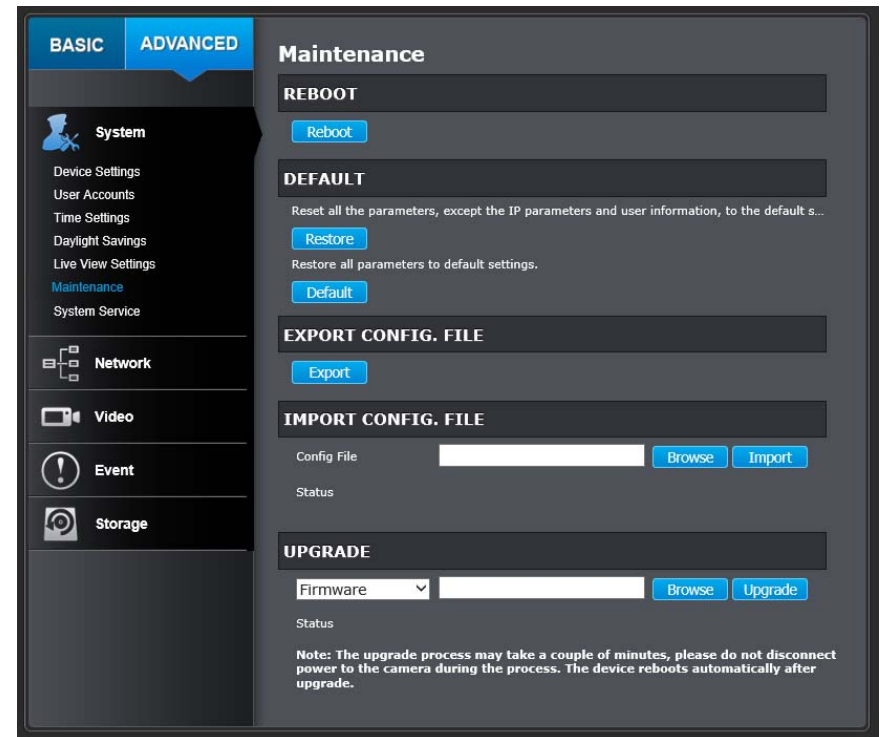 BASIC
ADVANCED
System
Device Settings
User Accounts
Time Settings
Daylight Savings
Live View Settings
Maintenance
System Service
Network
Video
Event
Storage
Maintenance
REBOOT
Reboot
DEFAULT
Reset all the parameters, except the IP parameters and user information, to the default s...
Restore
Restore all parameters to default settings.
Default
EXPORT CONFIG. FILE
Export
IMPORT CONFIG. FILE
Config File
Browse
Import
Status
UPGRADE
Firmware
Browse
Upgrade
Status
Note: The upgrade process may take a couple of minutes, please do not disconnect
power to the camera during the process. The device reboots automatically after
upgrade.